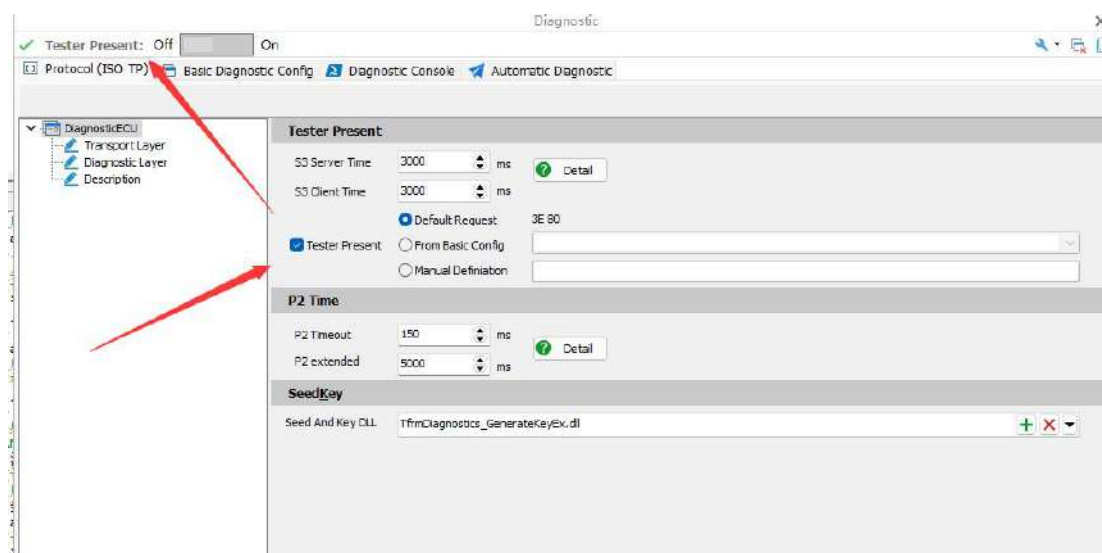 Diagnostic
Tester Present: Off On
Protocol (ISO TP) Basic Diagnostic Config Diagnostic Console Automatic Diagnostic
DiagnosticECU
Transport Layer
Diagnostic Layer
Description
Tester Present
S3 Server Time 3000 ms Detail
S3 Client Time 3000 ms
Default Request 3E 80
Tester Present From Basic Config
Manual Definiation
P2 Time
P2 Timeout 150 ms Detail
P2 extended 5000 ms
SeedKey
Seed And Key DLL TfrmDiagnostics_GenerateKeyEx.dll